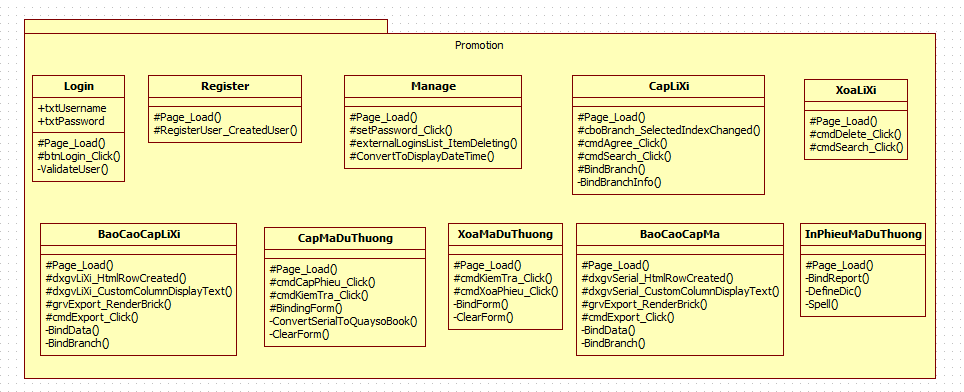 Promotion
Login
+txtUsername
+txtPassword
#Page_Load()
#btnLogin_Click()
-ValidateUser()
Register
#Page_Load()
#RegisterUser_CreatedUser()
Manage
#Page_Load()
#setPassword_Click()
#externalLoginsList_ItemDeleting()
#ConvertToDisplayDateTime()
CapLiXi
#Page_Load()
#cboBranch_SelectedIndexChanged()
#cmdAgree_Click()
#cmdSearch_Click()
#BindBranch()
-BindBranchInfo()
XoaLiXi
#Page_Load()
#cmdDelete_Click()
#cmdSearch_Click()
BaoCaoCapLiXi
#Page_Load()
#dxgvLiXi_HtmlRowCreated()
#dxgvLiXi_CustomColumnDisplayText()
#grvExport_RenderBrick()
#cmdExport_Click()
-BindData()
-BindBranch()
CapMaDuThuong
#Page_Load()
#cmdCapPhieu_Click()
#cmdKiemTra_Click()
#BindingForm()
-ConvertSerialToQuaysoBook()
-ClearForm()
XoaMaDuThuong
#Page_Load()
#cmdKiemTra_Click()
#cmdXoaPhieu_Click()
-BindForm()
-ClearForm()
BaoCaoCapMa
#Page_Load()
#dxgvSerial_HtmlRowCreated()
#dxgvSerial_CustomColumnDisplayText()
#grvExport_RenderBrick()
#cmdExport_Click()
-BindData()
-BindBranch()
InPhieuMaDuThuong
#Page_Load()
-BindReport()
-DefineDic()
-Spell()